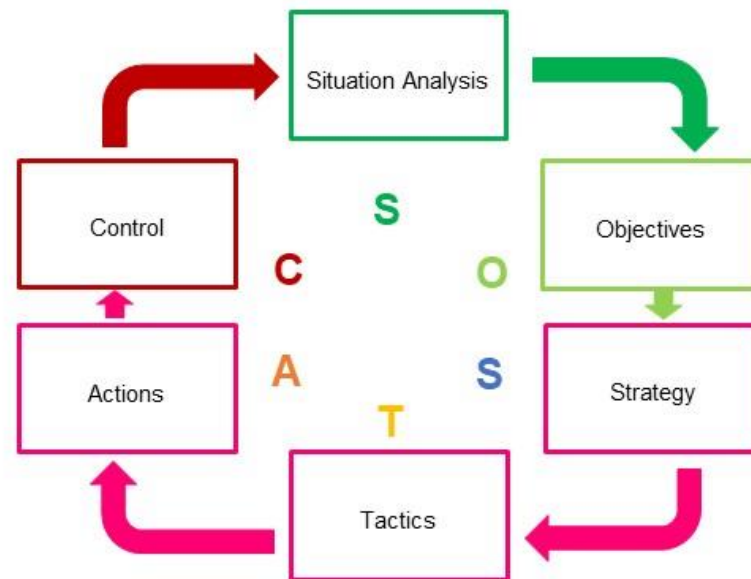 Situation Analysis
Control
S
Objectives
C
O
Actions
A
S
Strategy
T
Tactics